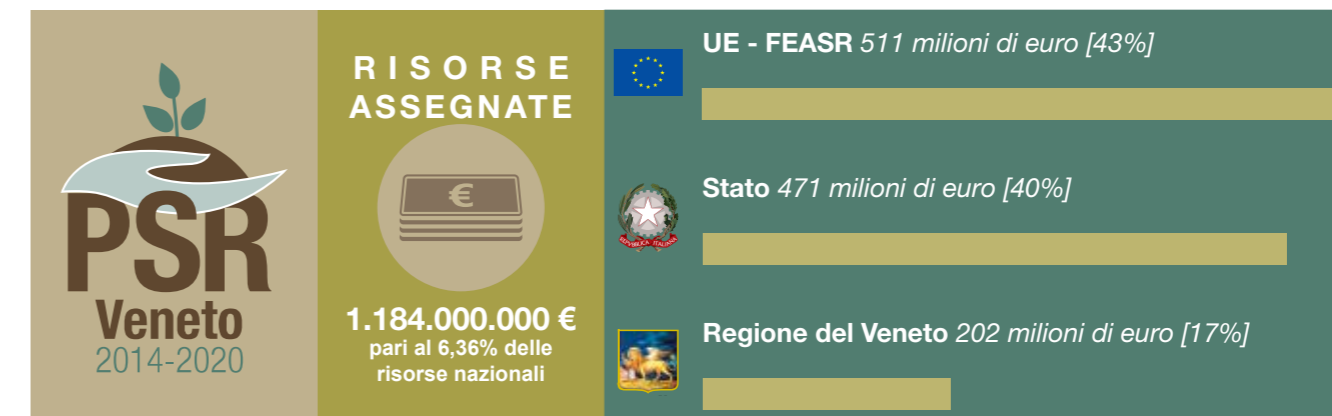 PSR
Veneto
2014-2020
RISORSE
ASSEGNATE
€
1.184.000.000 €
pari al 6,36% delle
risorse nazionali
UE - FEASR 511 milioni di euro [43%]
Stato 471 milioni di euro [40%]
REPVBBLICA ITALIANA
Regione del Veneto 202 milioni di euro [17%]